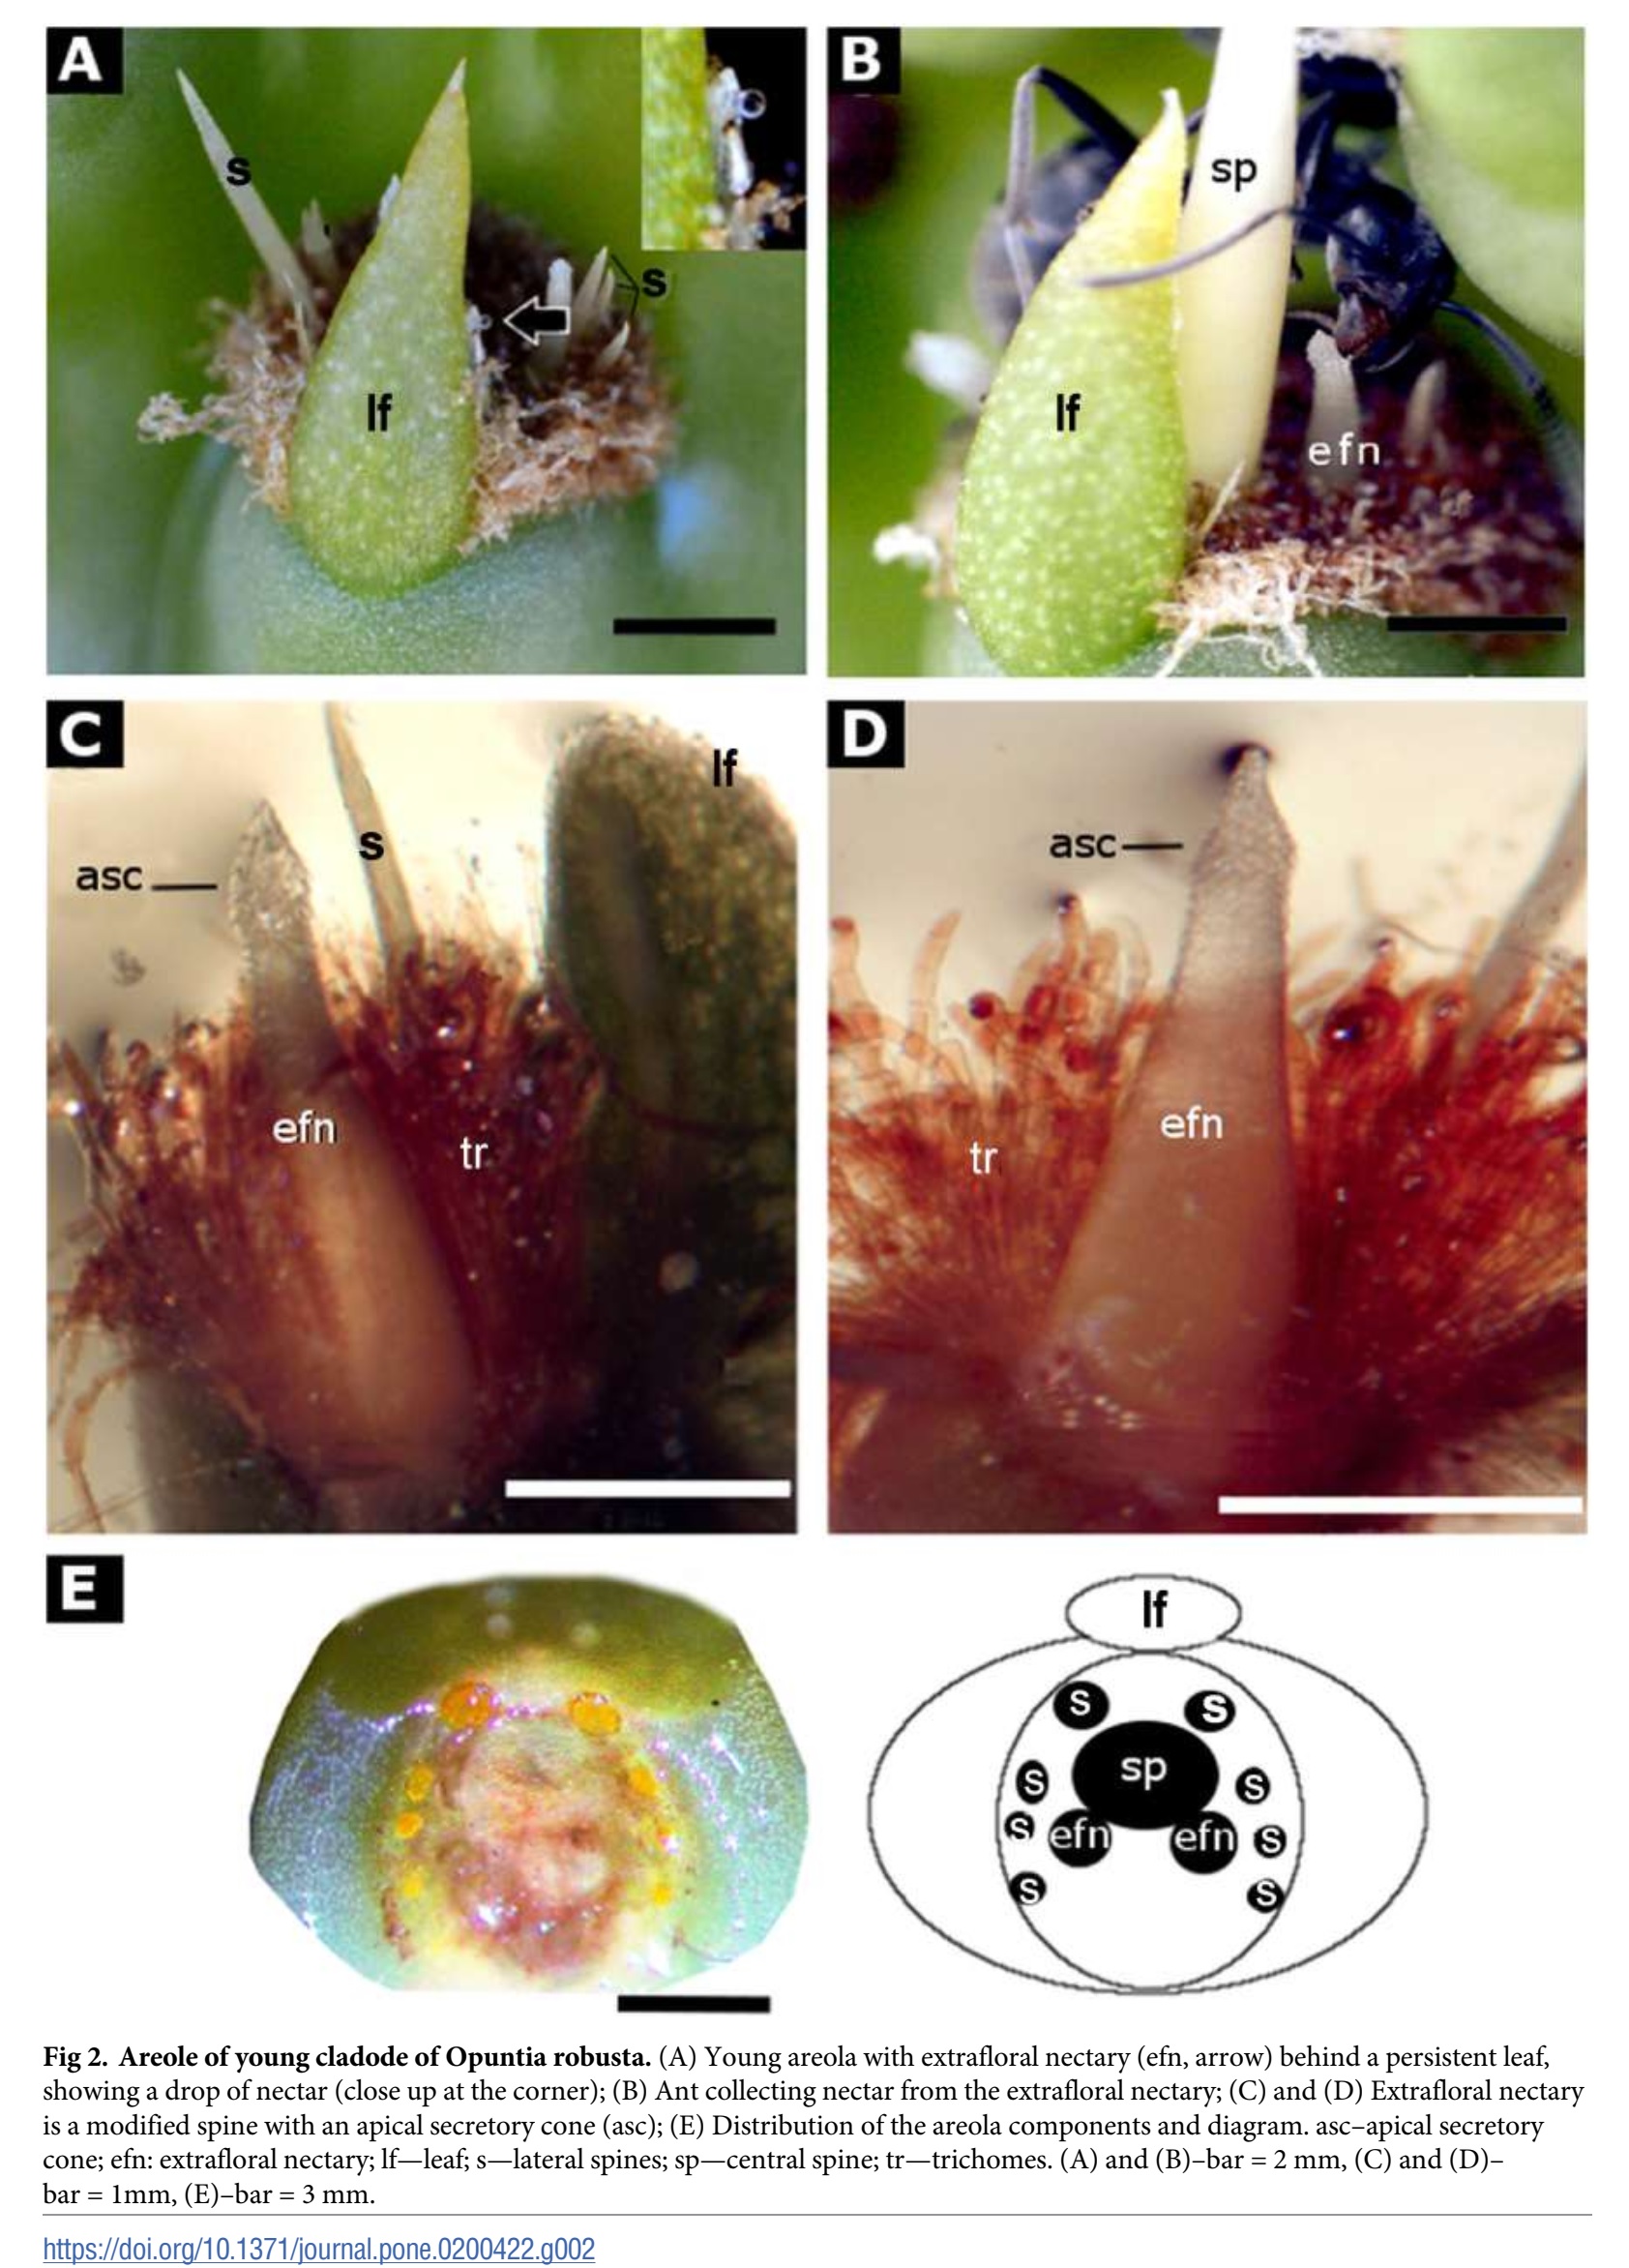 A
B
s
s
lf
sp
lf
efn
C
D
lf
s
asc
asc
efn
tr
efn
tr
E
lf
s
s
sp
s
s
s
efn
efn
s
s
s
Fig 2. Areole of young cladode of Opuntia robusta. (A) Young areola with extrafloral nectary (efn, arrow) behind a persistent leaf,
showing a drop of nectar (close up at the corner); (B) Ant collecting nectar from the extrafloral nectary; (C) and (D) Extrafloral nectary
is a modified spine with an apical secretory cone (asc); (E) Distribution of the areola components and diagram. asc–apical secretory
cone; efn: extrafloral nectary; lf—leaf; s—lateral spines; sp—central spine; tr—trichomes. (A) and (B)–bar = 2 mm, (C) and (D)–
bar = 1mm, (E)–bar = 3 mm.
https://doi.org/10.1371/journal.pone.0200422.g002